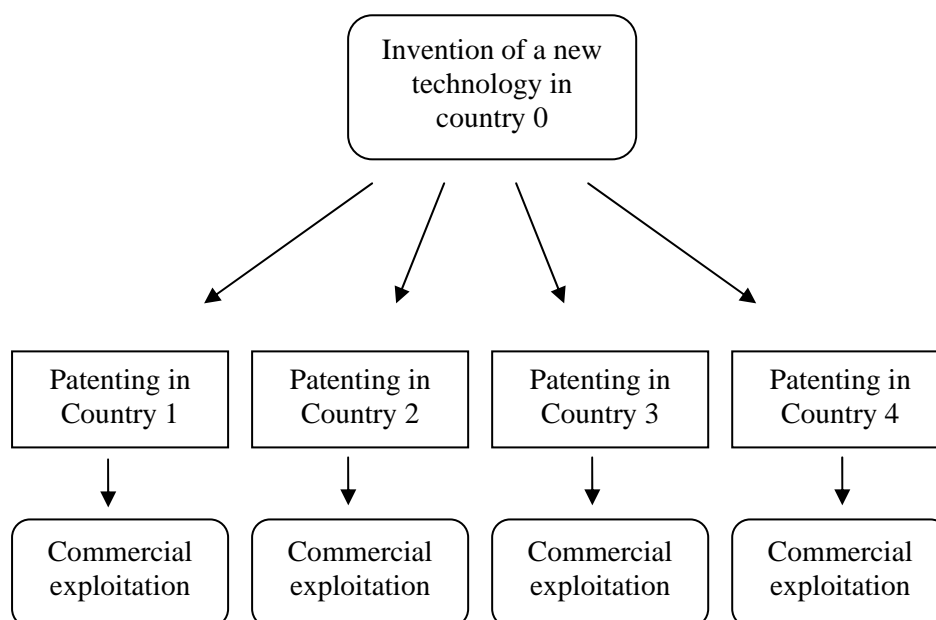 Invention of a new
technology in
country 0
Patenting in
Country 1
Patenting in
Country 2
Patenting in
Country 3
Patenting in
Country 4
Commercial
exploitation
Commercial
exploitation
Commercial
exploitation
Commercial
exploitation